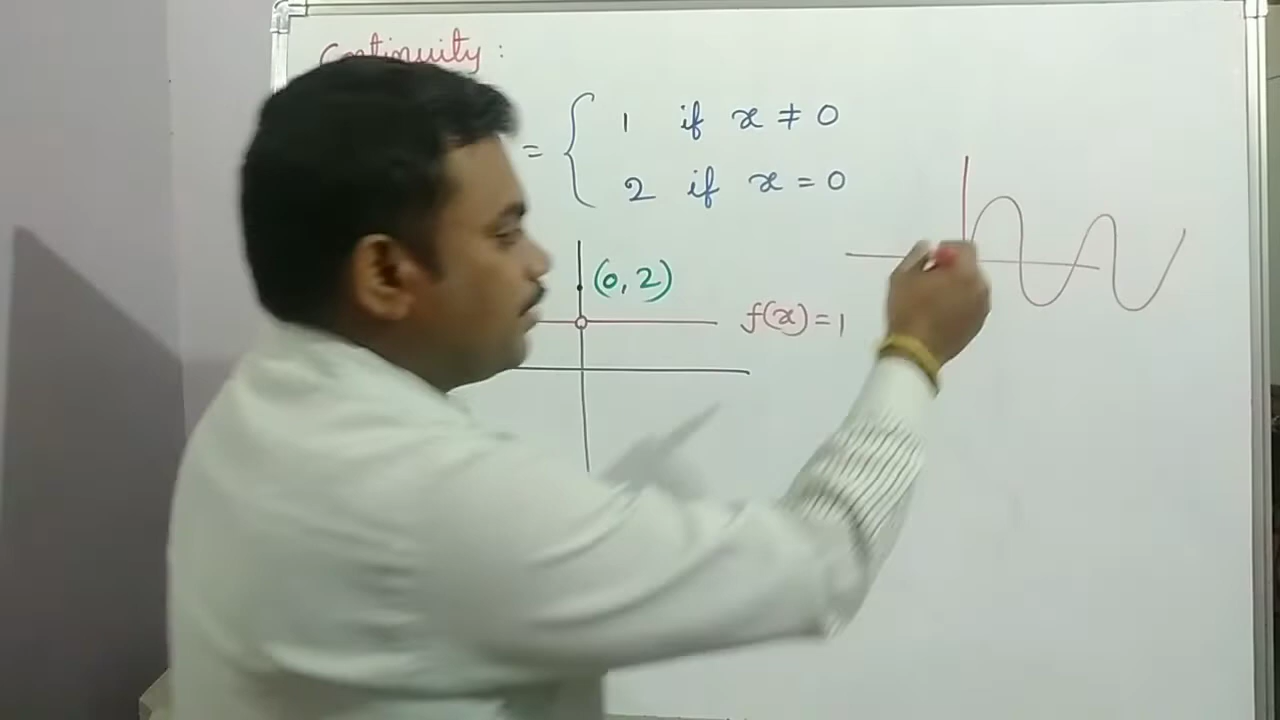 Continuity :
= { 1 if x ≠ 0
2 if x = 0
(0, 2)
f(x) = 1